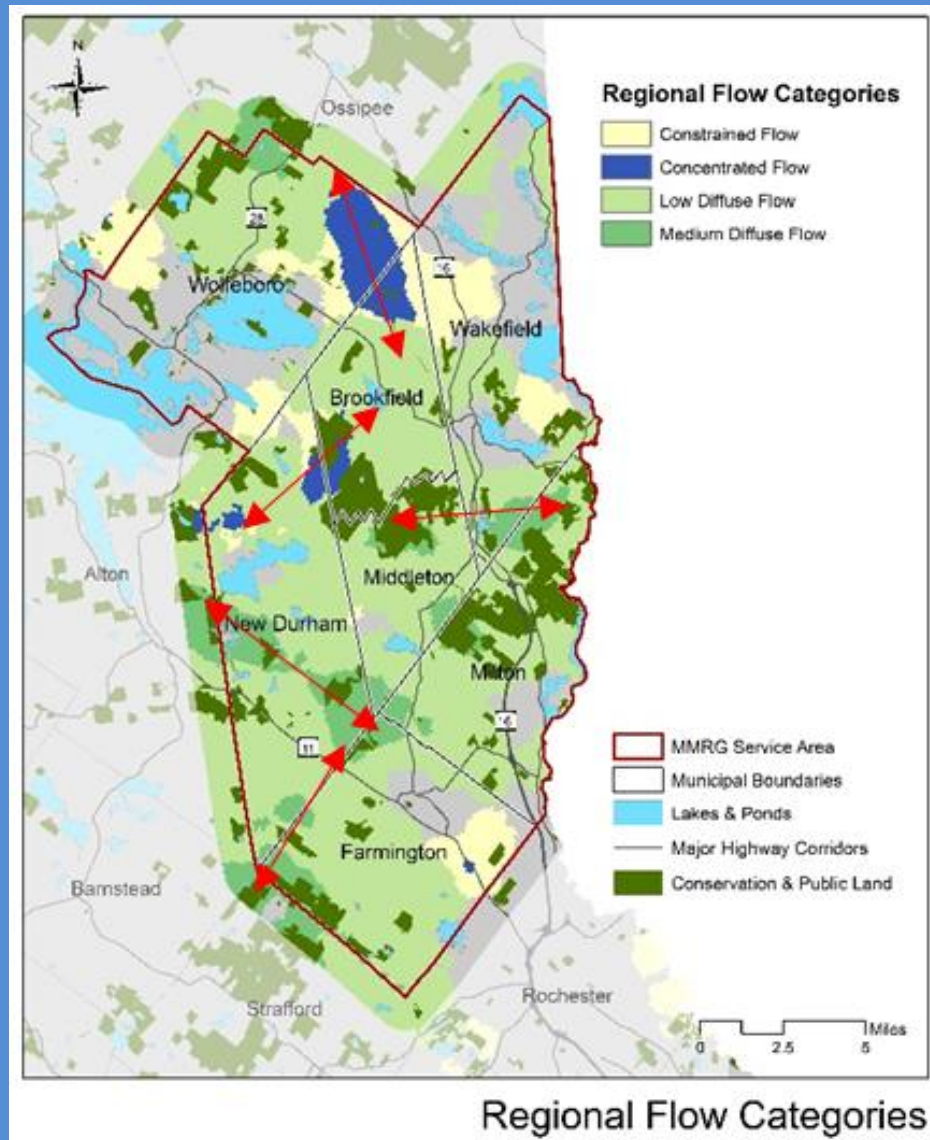 N
Ossipee
Regional Flow Categories
Constrained Flow
Concentrated Flow
Low Diffuse Flow
Medium Diffuse Flow
28
16
Wolfeboro
Wakefield
Brookfield
Alton
Middleton
New Durham
Milton
16
11
MMRG Service Area
Municipal Boundaries
Lakes & Ponds
Major Highway Corridors
Conservation & Public Land
Farmington
Barnstead
Strafford
Rochester
Miles
0 2.5 5
Regional Flow Categories